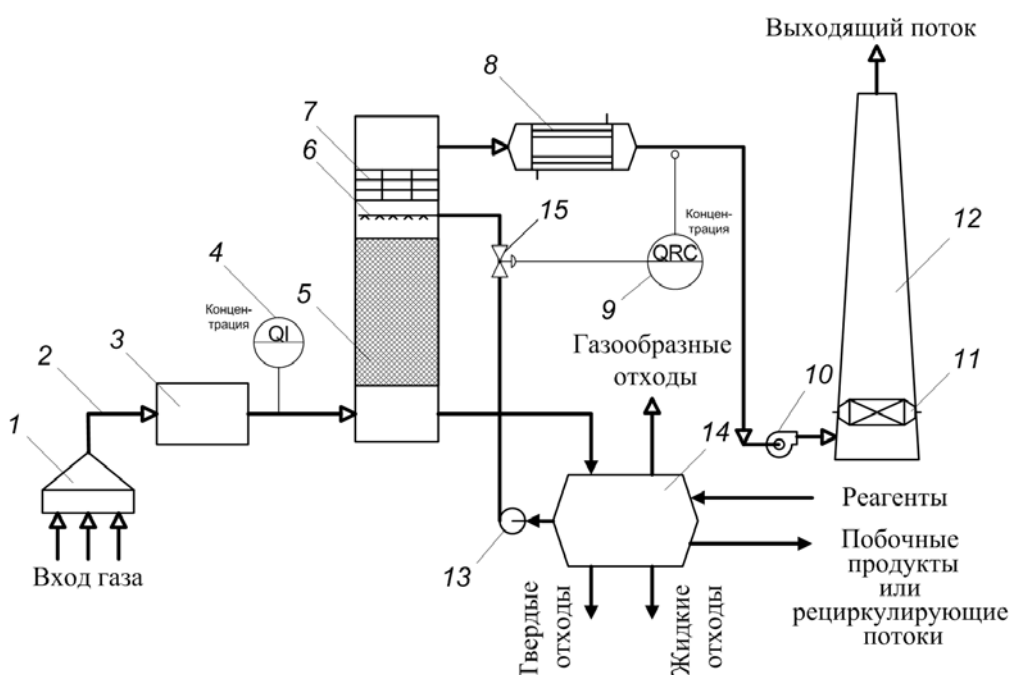 Выходящий поток
8
7
6
15
Концен-
трация
QRC
12
4
Концен-
трация
QI
5
9
3
Газообразные
отходы
2
10
11
1
14
Реагенты
Вход газа
13
Побочные
продукты
или
рециркулирующие
потоки
Твердые
отходы
Жидкие
отходы